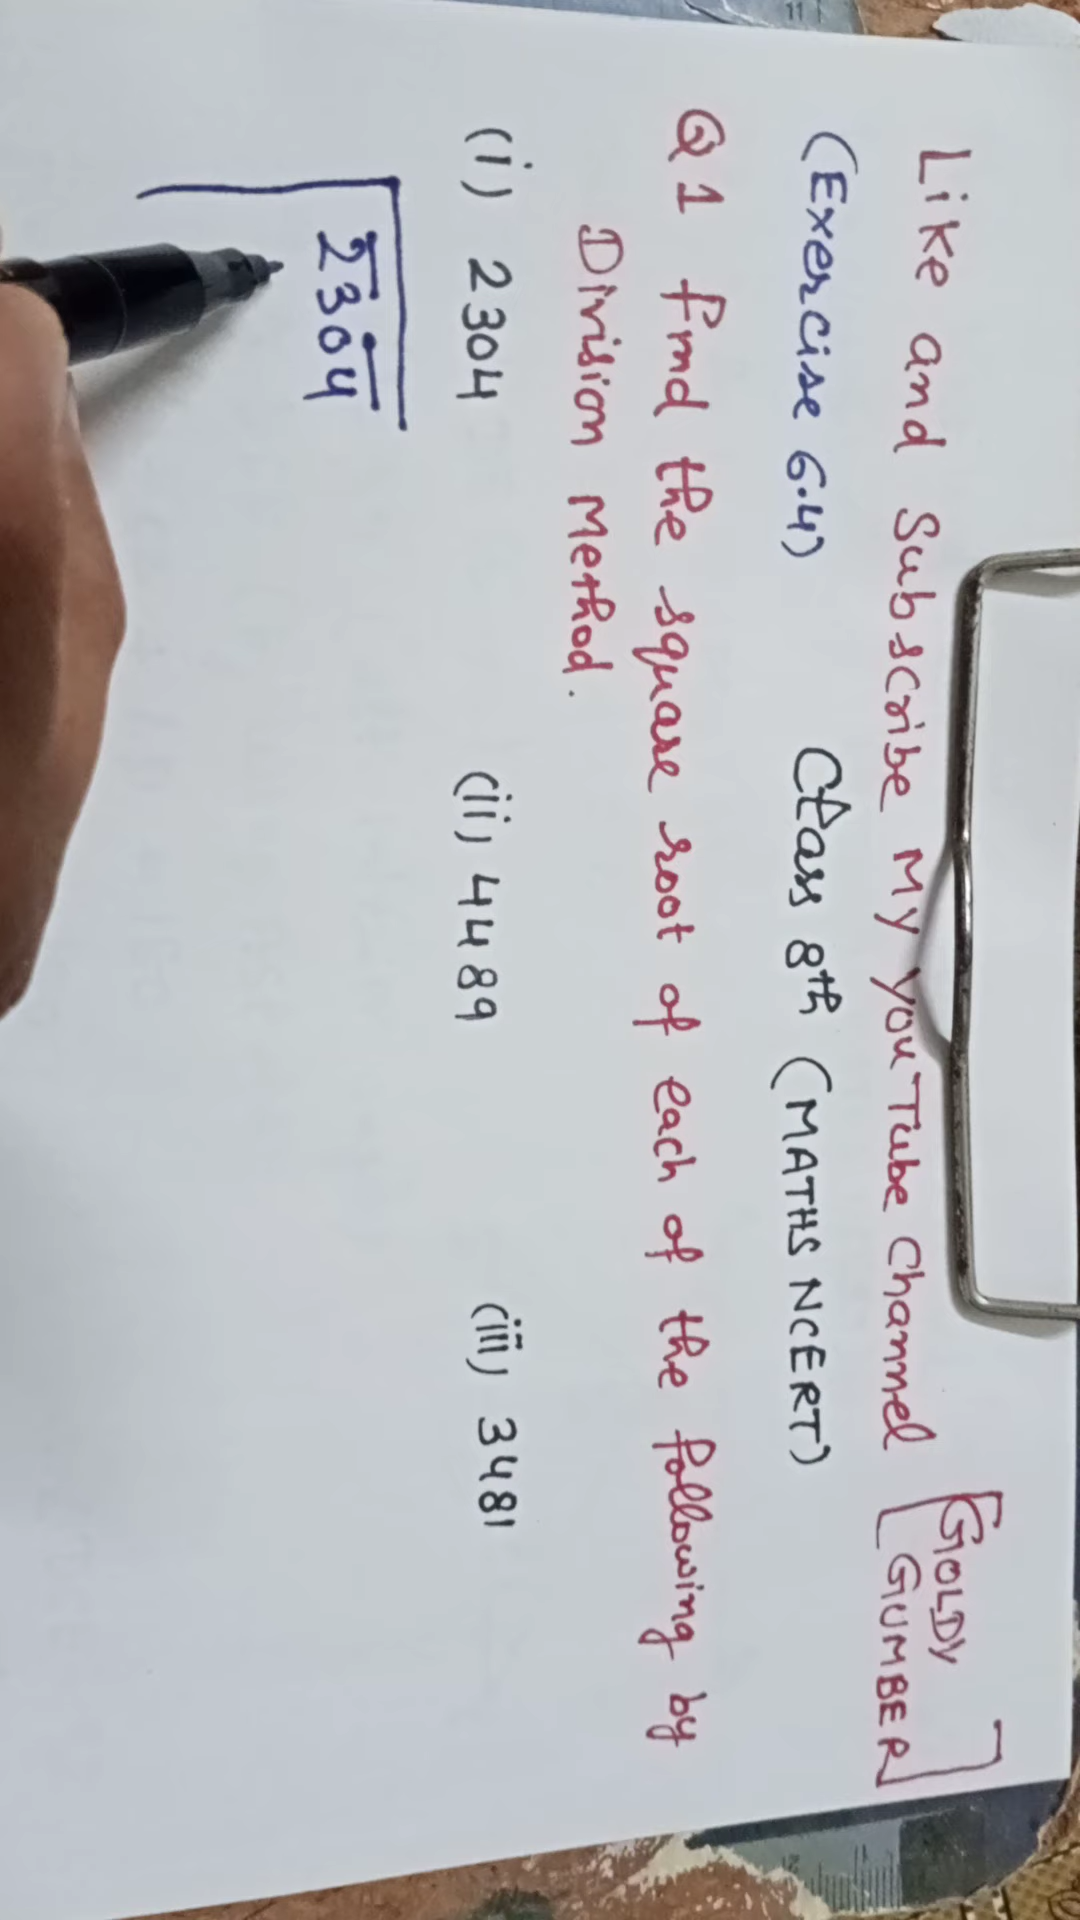 Like and Subscribe My YouTube Channel [GOLDY GUMBER]
(Exercise 6.4) Class 8th (MATHS NCERT)
Q1 find the square root of each of the following by
Division Method.
(i) 2304 (ii) 4489 (iii) 3481
2304